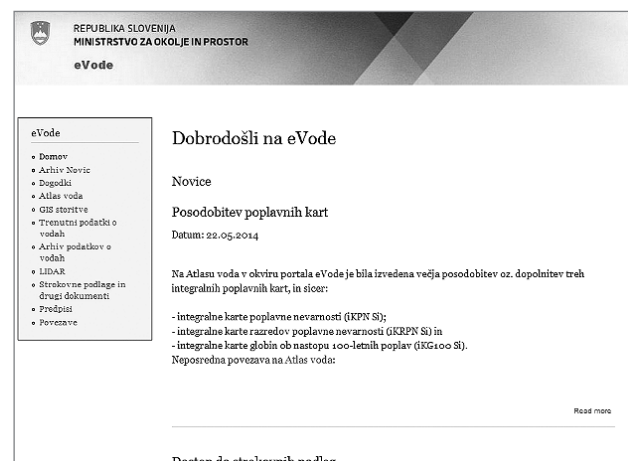 REPUBLIKA SLOVENIJA
MINISTRSTVO ZA OKOLJE IN PROSTOR
eVode
eVode
Domov
Arhiv Novic
Dogodki
Atlas voda
GIS storitve
Trenutni podatki o
vodah
Arhiv podatkov o
vodah
LIDAR
Strokovne podlage in
drugi dokumenti
Predpisi
Povezave
Dobrodošli na eVode
Novice
Posodobitev poplavnih kart
Datum: 22.05.2014
Na Atlasu voda v okviru portala eVode je bila izvedena večja posodobitev oz. dopolnitev treh
integralnih poplavnih kart, in sicer:
- integralne karte poplavne nevarnosti (iKPN Si);
- integralne karte razredov poplavne nevarnosti (iKRPN Si) in
- integralne karte globin ob nastopu 100-letnih poplav (iKG100 Si).
Neposredna povezava na Atlas voda:
Read more
Dostop do strokovnih podlag